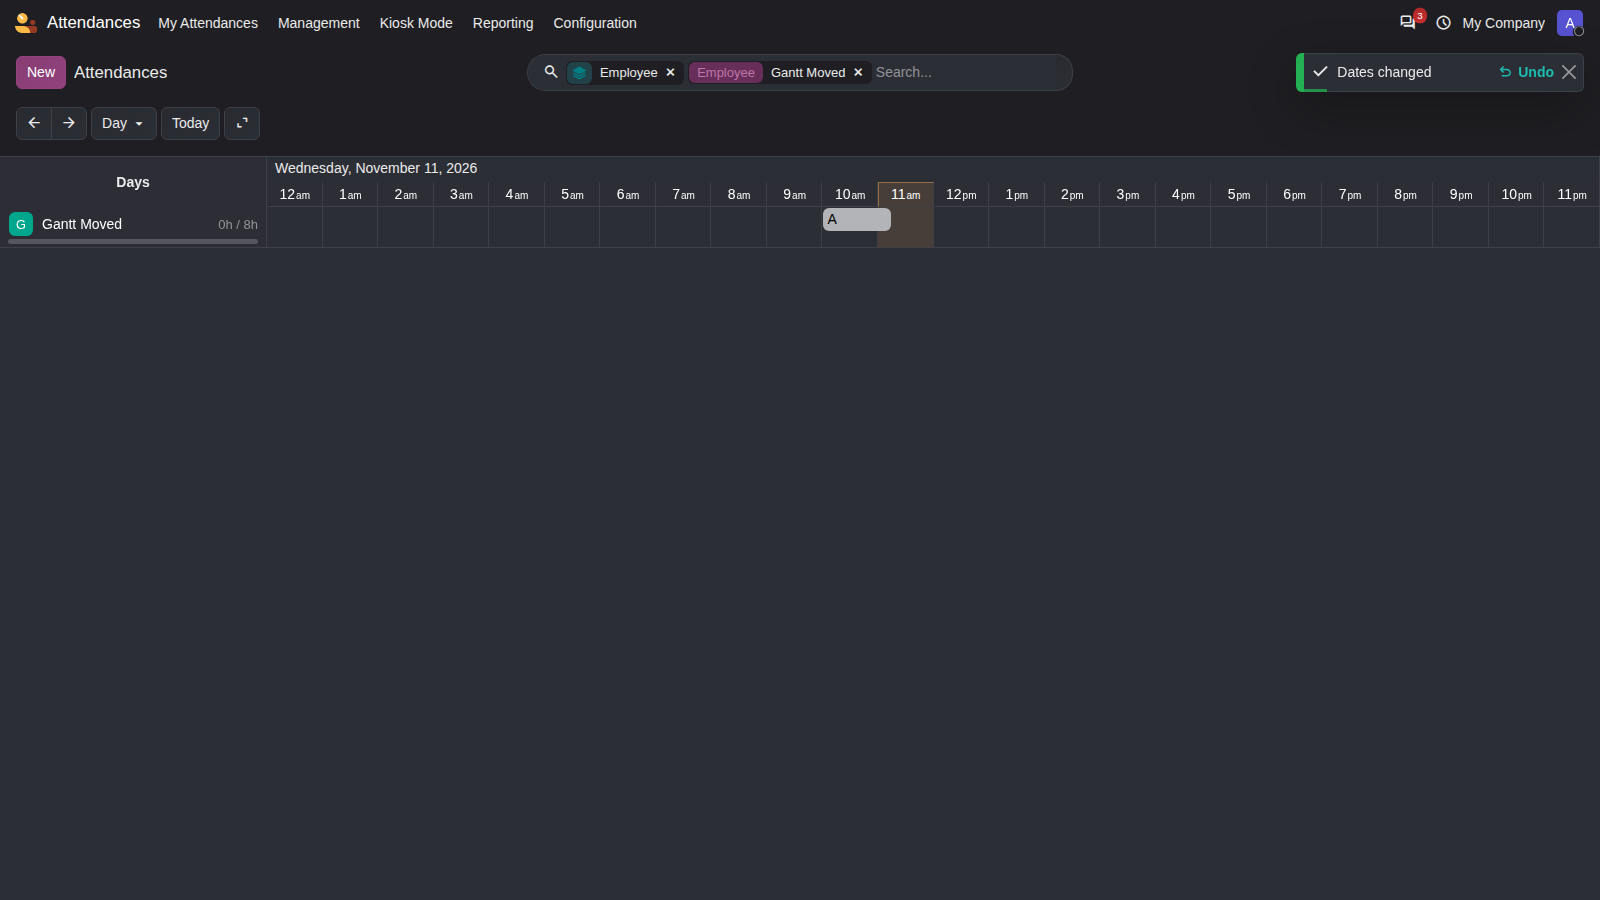 Attendances My Attendances Management Kiosk Mode Reporting Configuration 3 My Company A
New Attendances Employee × Employee Gantt Moved × Search... Dates changed Undo
Day Today
Days Wednesday, November 11, 2026
12am 1am 2am 3am 4am 5am 6am 7am 8am 9am 10am 11am 12pm 1pm 2pm 3pm 4pm 5pm 6pm 7pm 8pm 9pm 10pm 11pm
G Gantt Moved 0h / 8h A